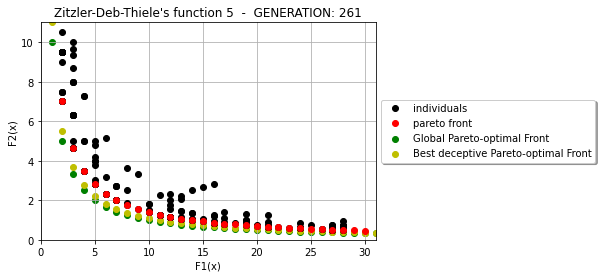 Zitzler-Deb-Thiele's function 5  -  GENERATION: 261
10
8
6
4
2
0
F2(x)
0 5 10 15 20 25 30
F1(x)
individuals
pareto front
Global Pareto-optimal Front
Best deceptive Pareto-optimal Front